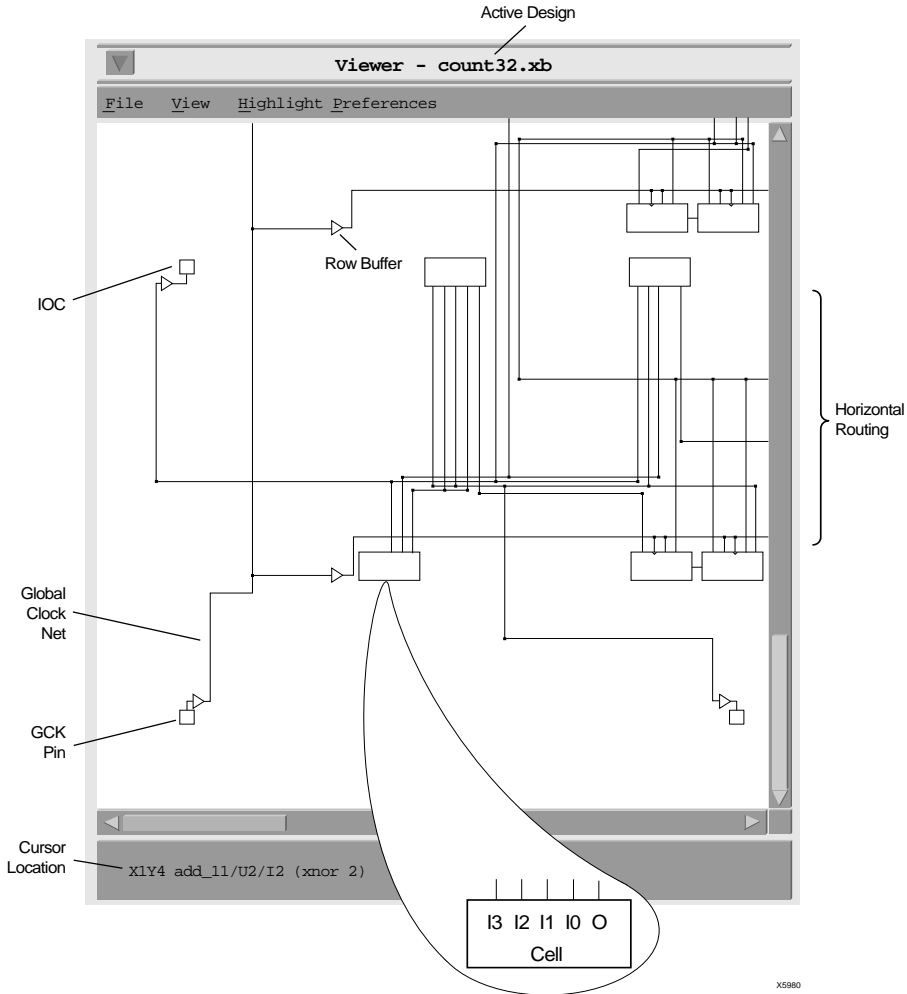 Active Design
Viewer - count32.xb
File View Highlight Preferences
Row Buffer
IOC
Horizontal
Routing
Global
Clock
Net
GCK
Pin
Cursor
Location
X1Y4 add_11/U2/I2 (xnor 2)
I3 I2 I1 I0 O
Cell
X5980